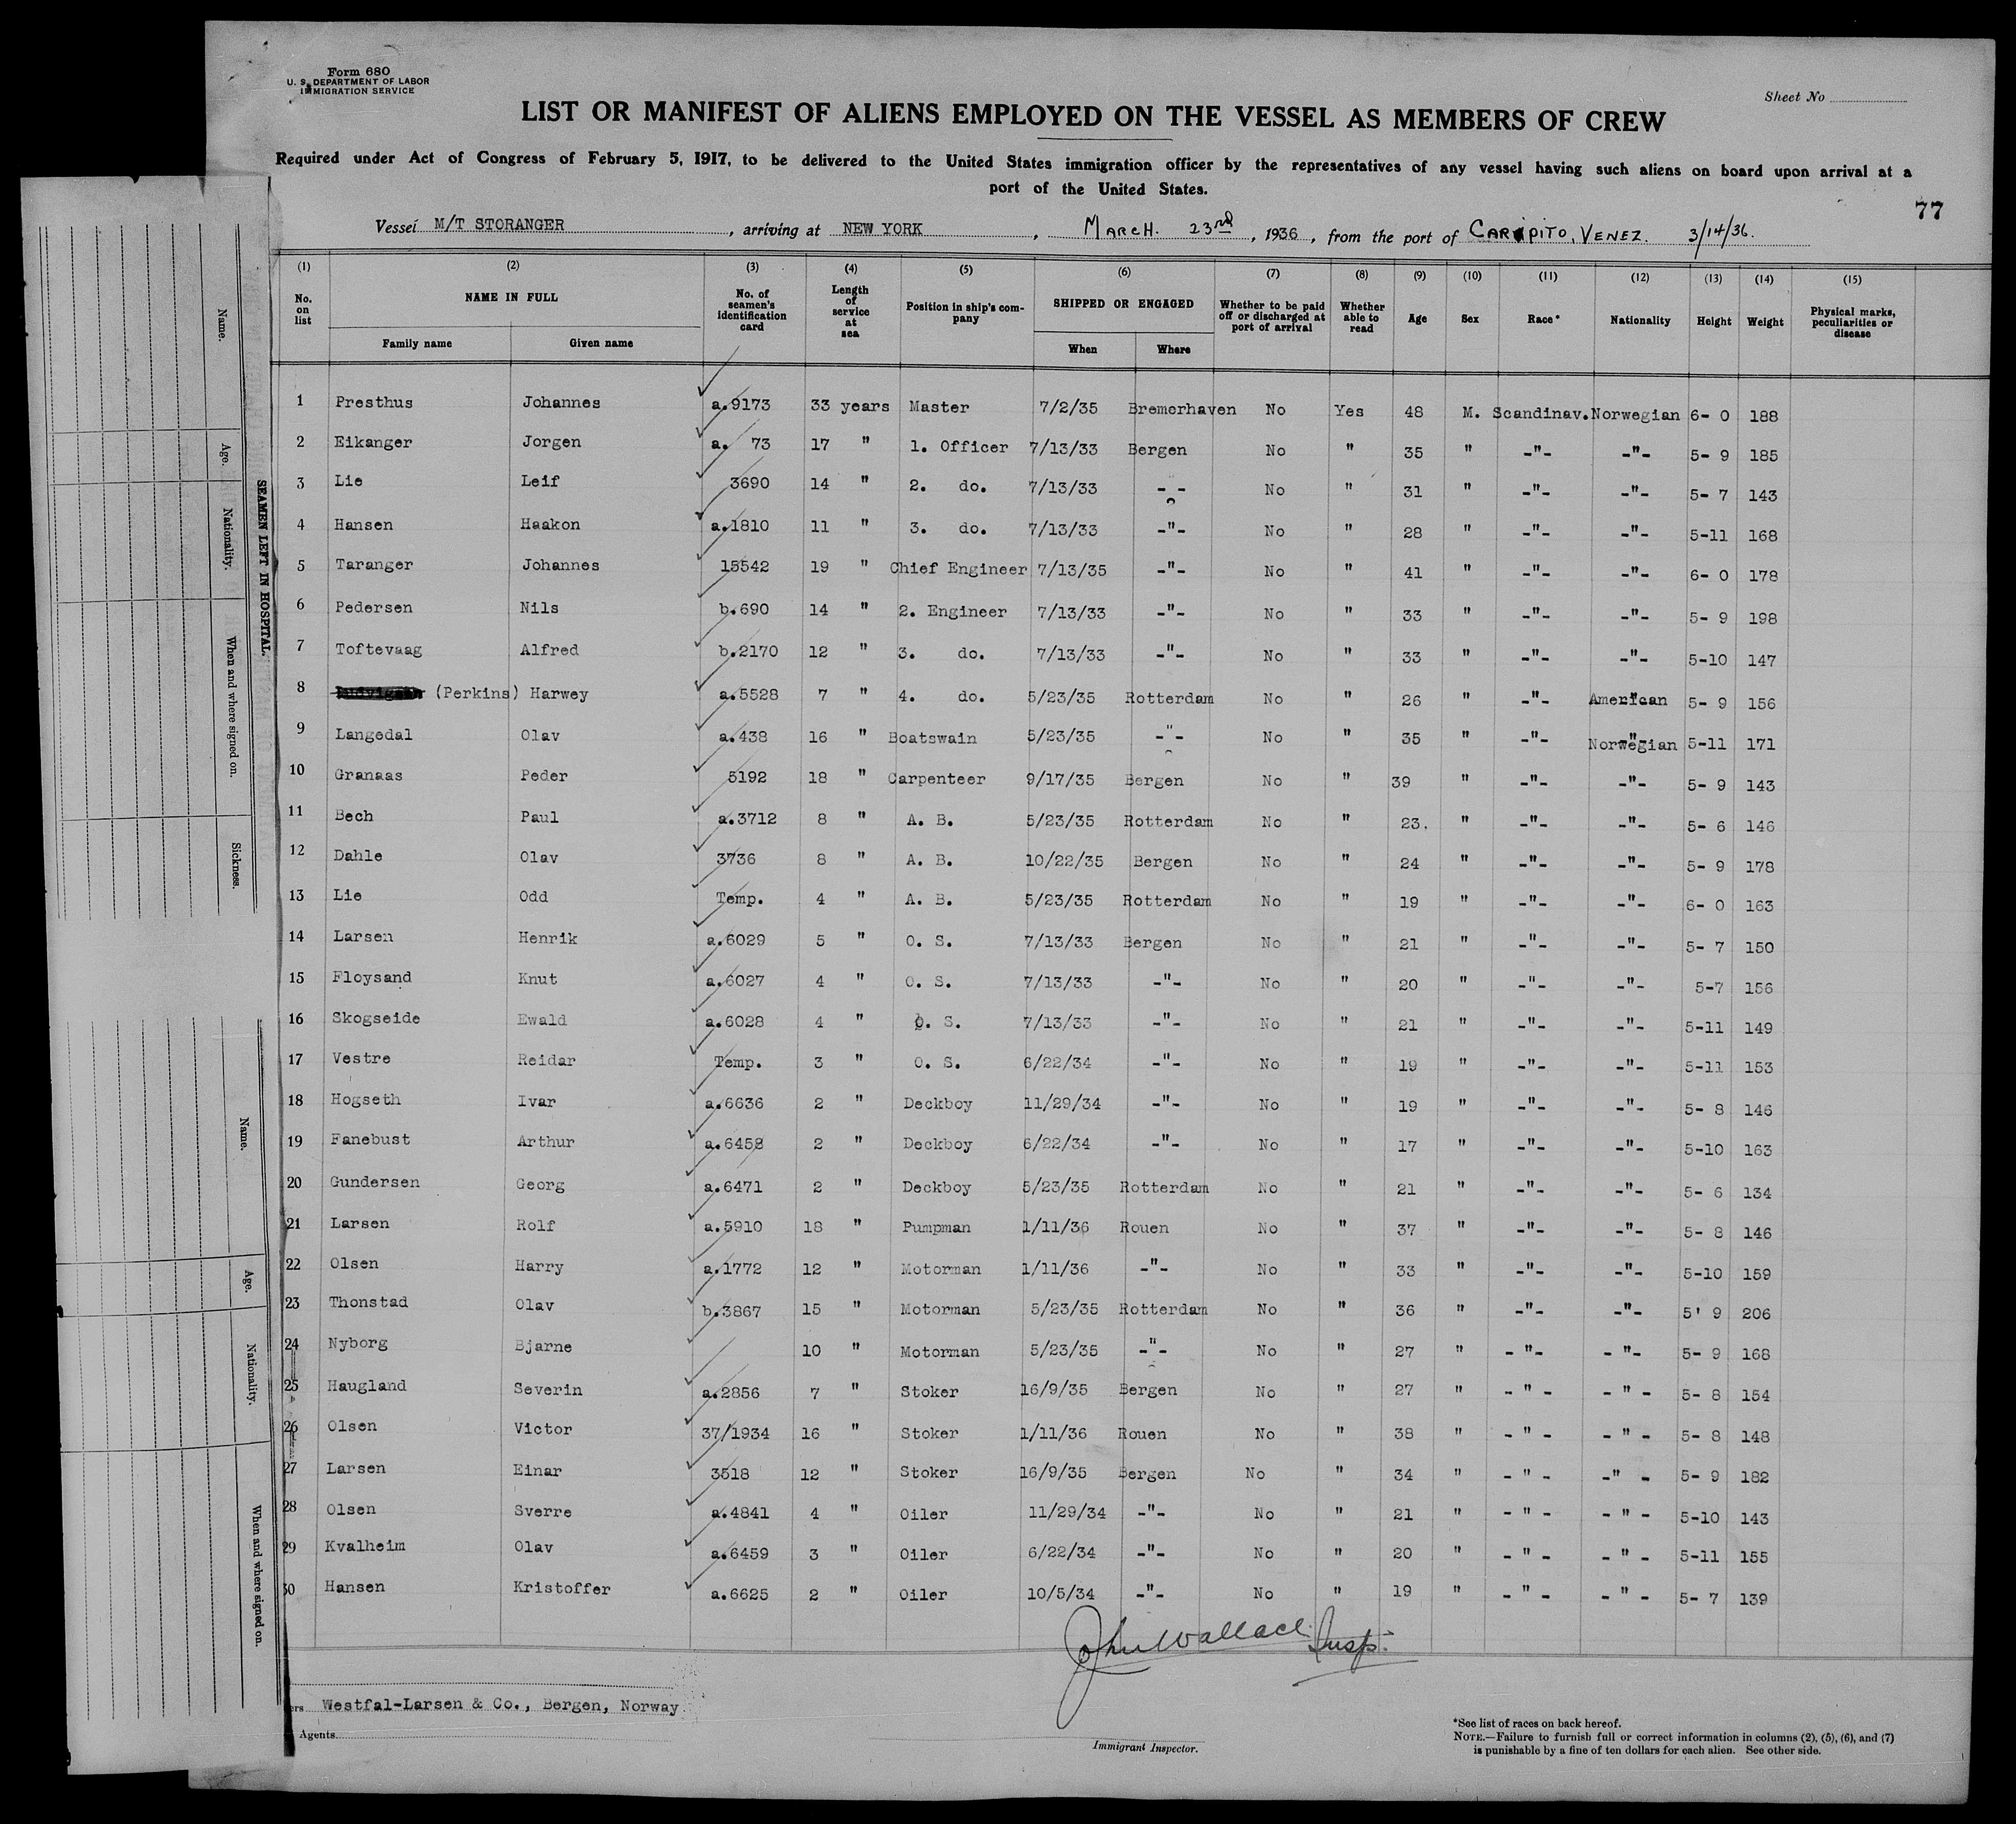 Form 680
U. S. DEPARTMENT OF LABOR
IMMIGRATION SERVICE
Sheet No
LIST OR MANIFEST OF ALIENS EMPLOYED ON THE VESSEL AS MEMBERS OF CREW
Required under Act of Congress of February 5, 1917, to be delivered to the United States immigration officer by the representatives of any vessel having such aliens on board upon arrival at a
port of the United States.
77
Vessel M/T STORANGER, arriving at NEW YORK, MARCH. 23rd, 1936, from the port of CARIPITO, VENEZ. 3/14/36.
(1) (2) (3) (4) (5) (6) (7) (8) (9) (10) (11) (12) (13) (14) (15)
No. on list NAME IN FULL No. of seamen's identification card Length of service at sea Position in ship's company SHIPPED OR ENGAGED Whether to be paid off or discharged at port of arrival Whether able to read Age Sex Race* Nationality Height Weight Physical marks, peculiarities or disease
Family name Given name When Where
1 Presthus Johannes a.9173 33 years Master 7/2/35 Bremerhaven No Yes 48 M. Scandinav. Norwegian 6- 0 188
2 Eikanger Jorgen a. 73 17 " 1. Officer 7/13/33 Bergen No " 35 " -"- -"- 5- 9 185
3 Lie Leif 3690 14 " 2. do. 7/13/33 -"- No " 31 " -"- -"- 5- 7 143
4 Hansen Haakon a.1810 11 " 3. do. 7/13/33 -"- No " 28 " -"- -"- 5-11 168
5 Taranger Johannes 15542 19 " Chief Engineer 7/13/35 -"- No " 41 " -"- -"- 6- 0 178
6 Pedersen Nils b.690 14 " 2. Engineer 7/13/33 -"- No " 33 " -"- -"- 5- 9 198
7 Toftevaag Alfred b.2170 12 " 3. do. 7/13/33 -"- No " 33 " -"- -"- 5-10 147
8 (Perkins) Harwey a.5528 7 " 4. do. 5/23/35 Rotterdam No " 26 " -"- American 5- 9 156
9 Langedal Olav a.438 16 " Boatswain 5/23/35 -"- No " 35 " -"- Norwegian 5-11 171
10 Granaas Peder 5192 18 " Carpenteer 9/17/35 Bergen No " 39 " -"- -"- 5- 9 143
11 Bech Paul a.3712 8 " A. B. 5/23/35 Rotterdam No " 23. " -"- -"- 5- 6 146
12 Dahle Olav 3736 8 " A. B. 10/22/35 Bergen No " 24 " -"- -"- 5- 9 178
13 Lie Odd Temp. 4 " A. B. 5/23/35 Rotterdam No " 19 " -"- -"- 6- 0 163
14 Larsen Henrik a.6029 5 " O. S. 7/13/33 Bergen No " 21 " -"- -"- 5- 7 150
15 Floysand Knut a.6027 4 " O. S. 7/13/33 -"- No " 20 " -"- -"- 5-7 156
16 Skogseide Ewald a.6028 4 " O. S. 7/13/33 -"- No " 21 " -"- -"- 5-11 149
17 Vestre Reidar Temp. 3 " O. S. 6/22/34 -"- No " 19 " -"- -"- 5-11 153
18 Hogseth Ivar a.6636 2 " Deckboy 11/29/34 -"- No " 19 " -"- -"- 5- 8 146
19 Fanebust Arthur a.6458 2 " Deckboy 6/22/34 -"- No " 17 " -"- -"- 5-10 163
20 Gundersen Georg a.6471 2 " Deckboy 5/23/35 Rotterdam No " 21 " -"- -"- 5- 6 134
21 Larsen Rolf a.5910 18 " Pumpman 1/11/36 Rouen No " 37 " -"- -"- 5- 8 146
22 Olsen Harry a.1772 12 " Motorman 1/11/36 -"- No " 33 " -"- -"- 5-10 159
23 Thonstad Olav b.3867 15 " Motorman 5/23/35 Rotterdam No " 36 " -"- -"- 5' 9 206
24 Nyborg Bjarne 10 " Motorman 5/23/35 -"- No " 27 " -"- -"- 5- 9 168
25 Haugland Severin a.2856 7 " Stoker 16/9/35 Bergen No " 27 " -"- -"- 5- 8 154
26 Olsen Victor 37/1934 16 " Stoker 1/11/36 Rouen No " 38 " -"- -"- 5- 8 148
27 Larsen Einar 3518 12 " Stoker 16/9/35 Bergen No " 34 " -"- -"- 5- 9 182
28 Olsen Sverre a.4841 4 " Oiler 11/29/34 -"- No " 21 " -"- -"- 5-10 143
29 Kvalheim Olav a.6459 3 " Oiler 6/22/34 -"- No " 20 " -"- -"- 5-11 155
30 Hansen Kristoffer a.6625 2 " Oiler 10/5/34 -"- No " 19 " -"- -"- 5- 7 139
John Wallace Insp.
Immigrant Inspector.
Westfal-Larsen & Co., Bergen, Norway
Agents
*See list of races on back hereof.
NOTE.—Failure to furnish full or correct information in columns (2), (5), (6), and (7)
is punishable by a fine of ten dollars for each alien. See other side.
SEAMEN LEFT IN HOSPITAL.
Name.
Age.
Nationality.
When and where signed on.
Sickness.
Name.
Age.
Nationality.
When and where signed on.